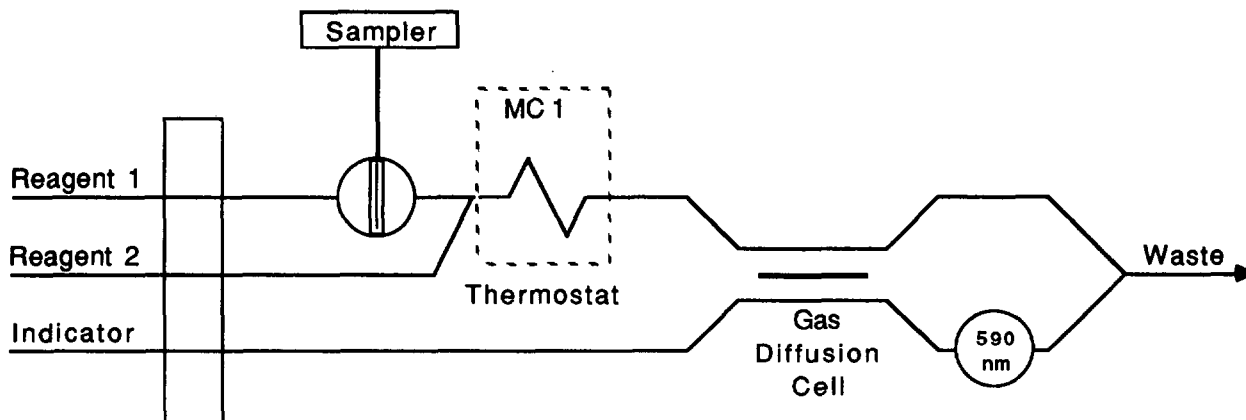 Sampler
MC 1
Reagent 1
Reagent 2
Thermostat
Waste
Indicator
Gas
Diffusion
Cell
590
nm